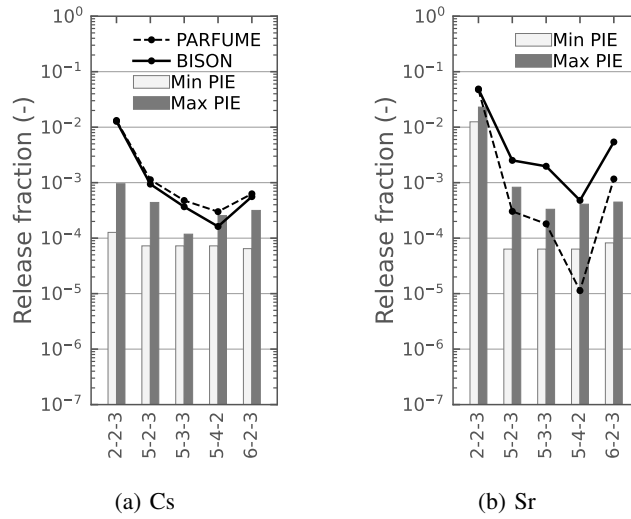 10^0
10^-1
10^-2
10^-3
10^-4
10^-5
10^-6
10^-7
Release fraction (-)
PARFUME
BISON
Min PIE
Max PIE
2-2-3
5-2-3
5-3-3
5-4-2
6-2-3
(a) Cs
10^0
10^-1
10^-2
10^-3
10^-4
10^-5
10^-6
10^-7
Release fraction (-)
Min PIE
Max PIE
2-2-3
5-2-3
5-3-3
5-4-2
6-2-3
(b) Sr